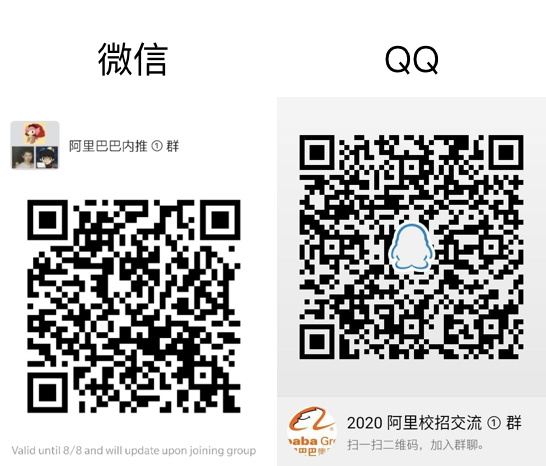 微信
QQ
阿里巴巴内推 ① 群
Valid until 8/8 and will update upon joining group
baba Gr
2020 阿里校招交流 ① 群
扫一扫二维码，加入群聊。